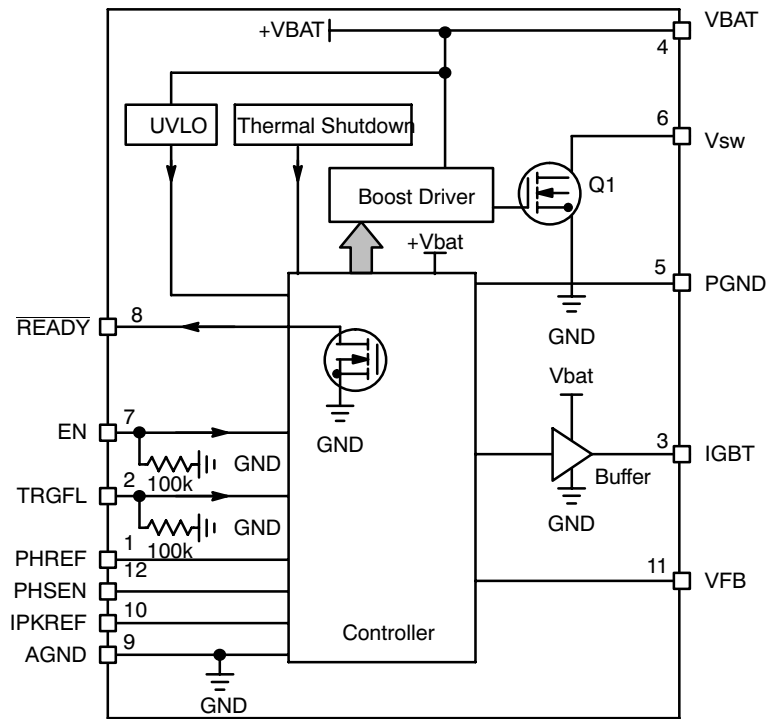 VBAT
+VBAT
4
6
UVLO
Thermal Shutdown
Vsw
Q1
Boost Driver
+Vbat
5
PGND
8
READY
GND
Vbat
7
GND
EN
GND
3
IGBT
100k
Buffer
2
TRGFL
GND
GND
1
100k
PHREF
12
11
VFB
PHSEN
10
IPKREF
Controller
9
AGND
GND